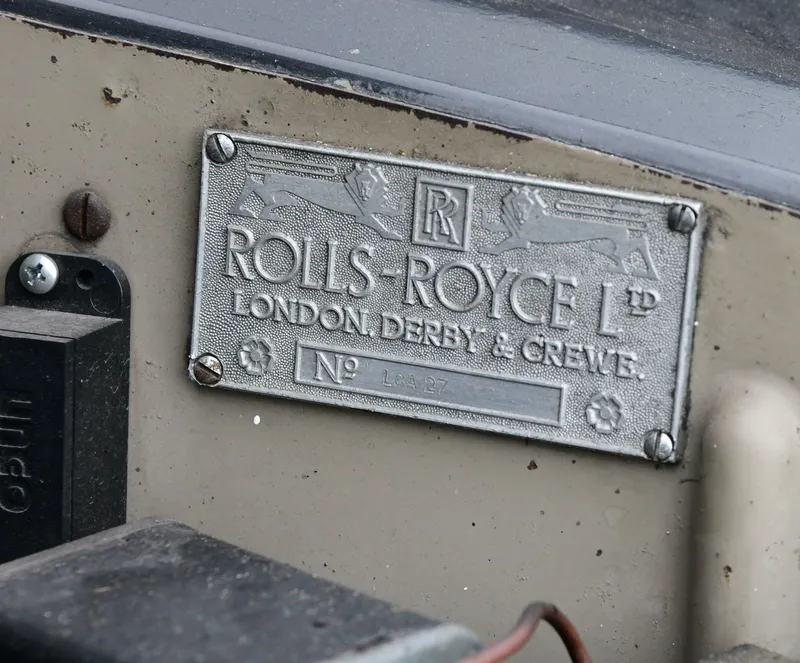 RR
ROLLS-ROYCE LTD
LONDON. DERBY & CREWE.
Nº LCA 27